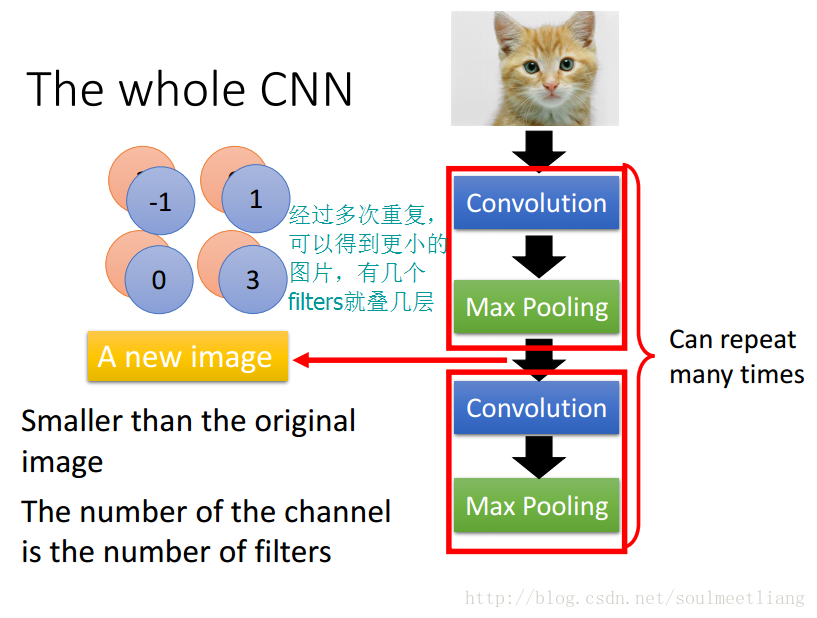 The whole CNN
-1
1
0
3
经过多次重复，
可以得到更小的
图片，有几个
filters就叠几层
A new image
Smaller than the original
image
The number of the channel
is the number of filters
Convolution
Max Pooling
Convolution
Max Pooling
Can repeat
many times
http://blog.csdn.net/soulmeetliang